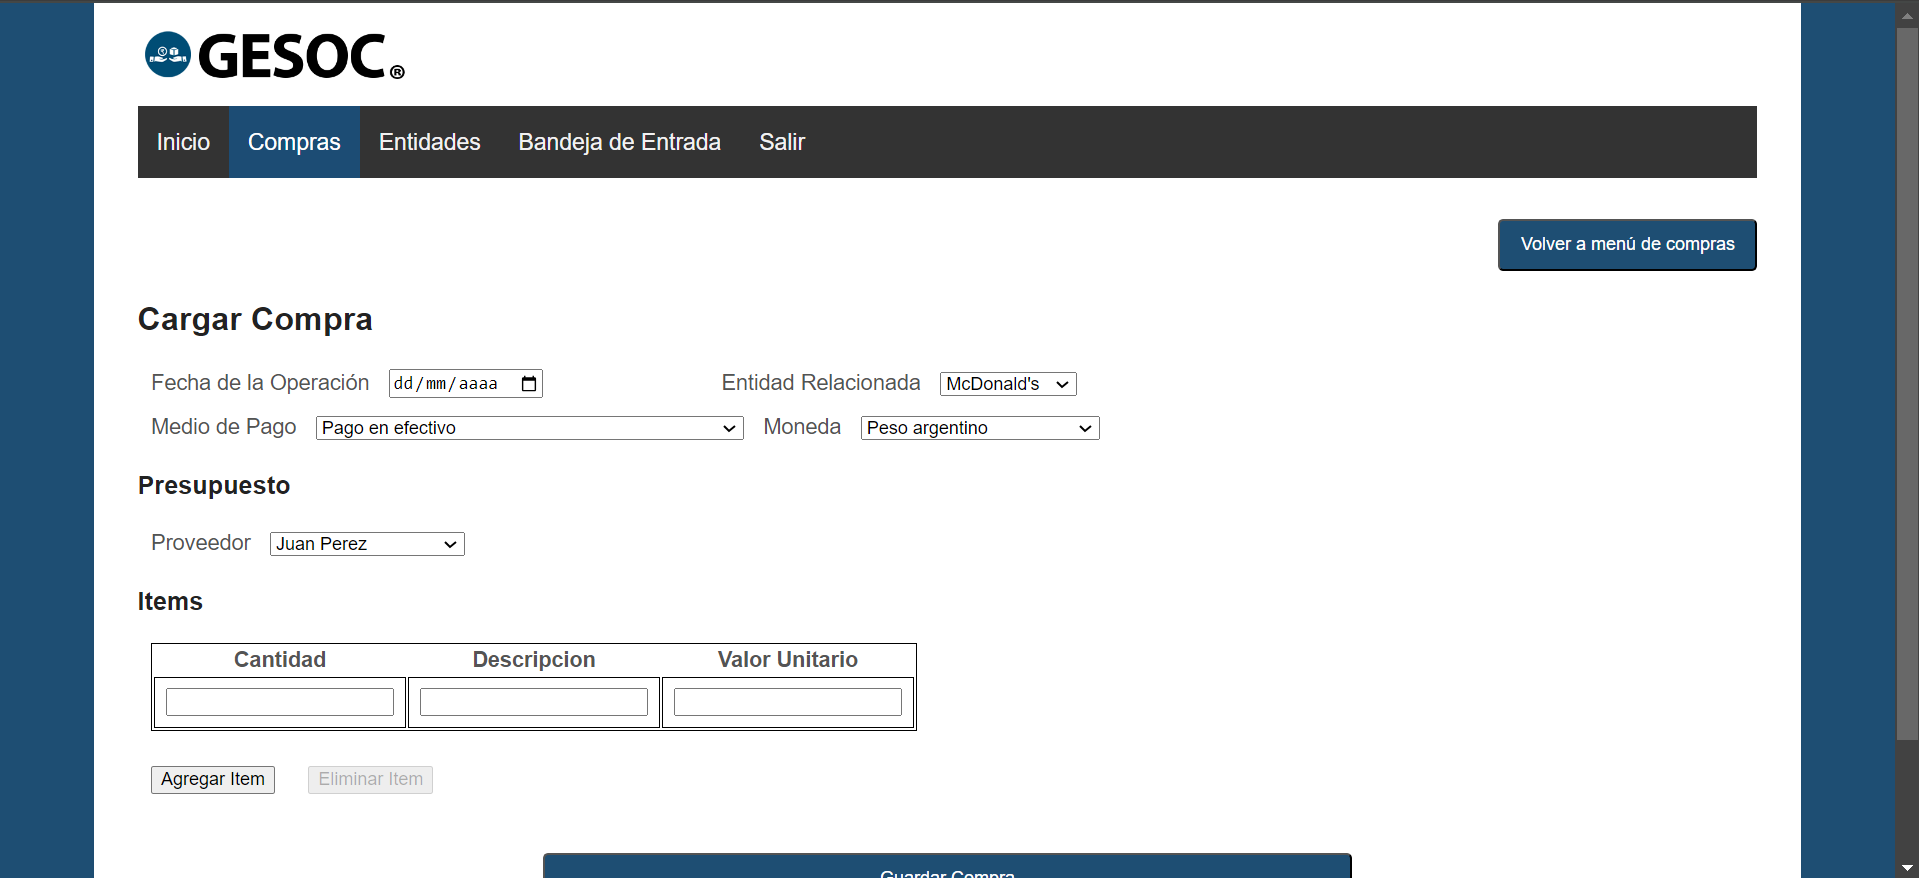 GESOC®
Inicio Compras Entidades Bandeja de Entrada Salir
Volver a menú de compras
Cargar Compra
Fecha de la Operación dd/mm/aaaa Entidad Relacionada McDonald's
Medio de Pago Pago en efectivo Moneda Peso argentino
Presupuesto
Proveedor Juan Perez
Items
Cantidad Descripcion Valor Unitario
Agregar Item Eliminar Item
Guardar Compra